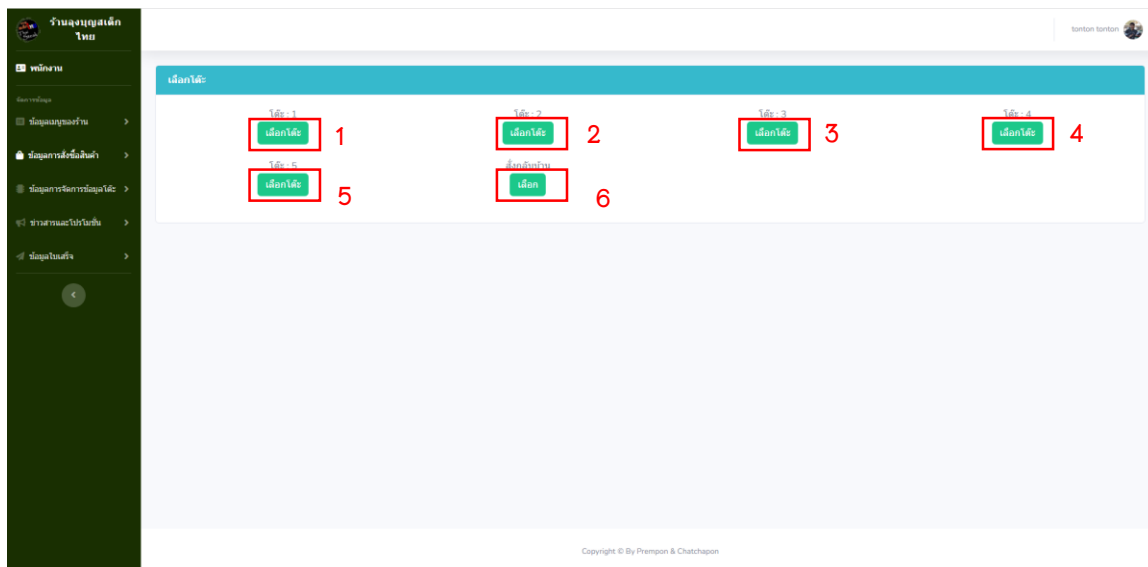 ร้านลุงบุญสเต็ก
ไทย
tonton tonton
พนักงาน
เลือกโต๊ะ
จัดการข้อมูล
ข้อมูลเมนูของร้าน
ข้อมูลการสั่งซื้อสินค้า
ข้อมูลการจัดการข้อมูลโต๊ะ
ข่าวสารและโปรโมชั่น
ข้อมูลใบเสร็จ
โต๊ะ : 1
เลือกโต๊ะ 1
โต๊ะ : 2
เลือกโต๊ะ 2
โต๊ะ : 3
เลือกโต๊ะ 3
โต๊ะ : 4
เลือกโต๊ะ 4
โต๊ะ : 5
เลือกโต๊ะ 5
สั่งกลับบ้าน
เลือก 6
Copyright © By Prempon & Chatchapon